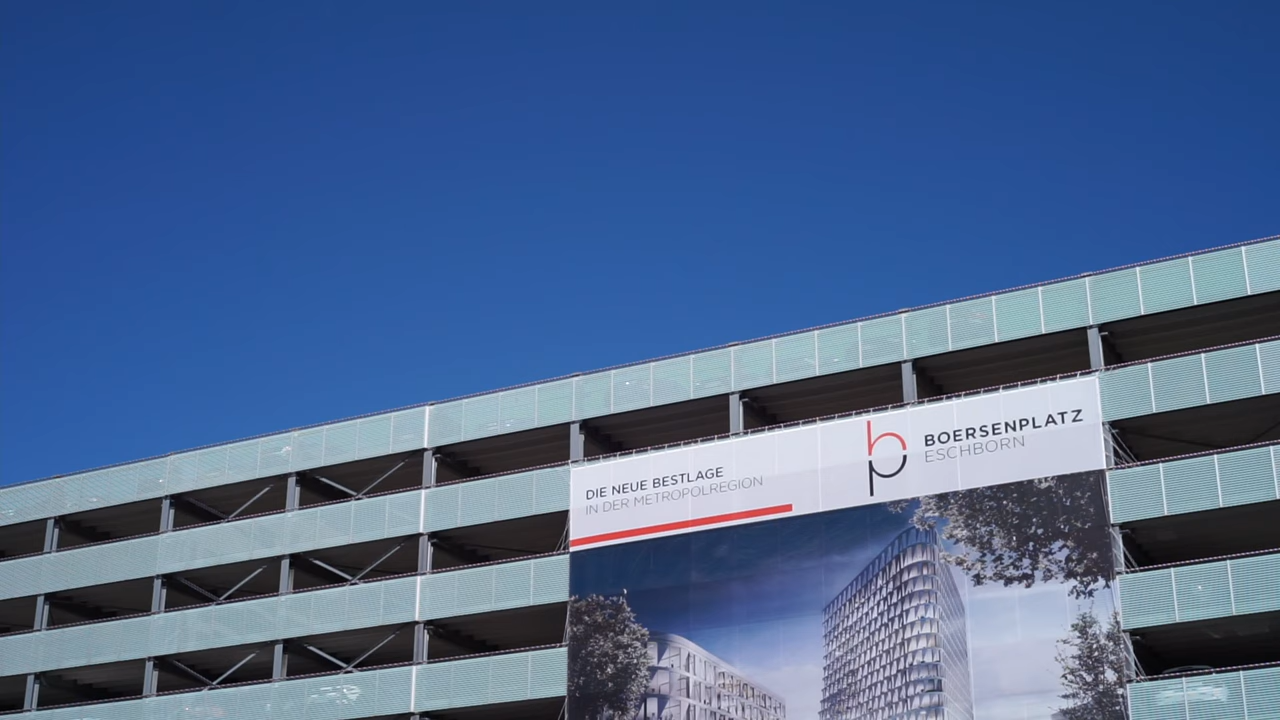 DIE NEUE BESTLAGE
IN DER METROPOLREGION
bp
BOERSENPLATZ
ESCHBORN